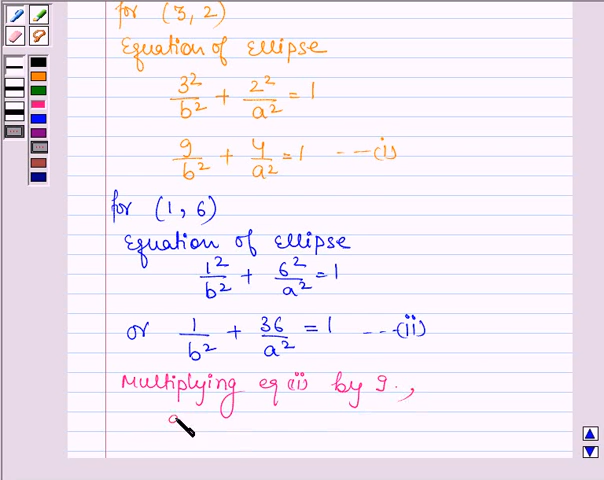 for (3, 2)
Equation of ellipse
3²/b² + 2²/a² = 1
9/b² + 4/a² = 1 ---(i)
for (1, 6)
Equation of ellipse
1²/b² + 6²/a² = 1
or 1/b² + 36/a² = 1 ---(ii)
Multiplying eq (ii) by 9.,